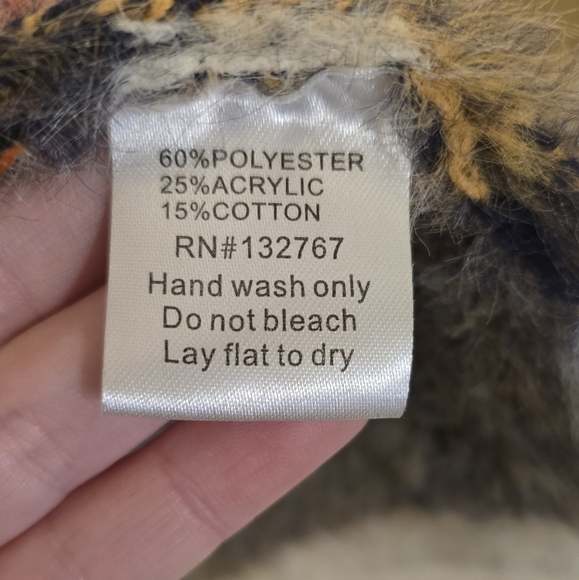 60%POLYESTER
25%ACRYLIC
15%COTTON
RN#132767
Hand wash only
Do not bleach
Lay flat to dry